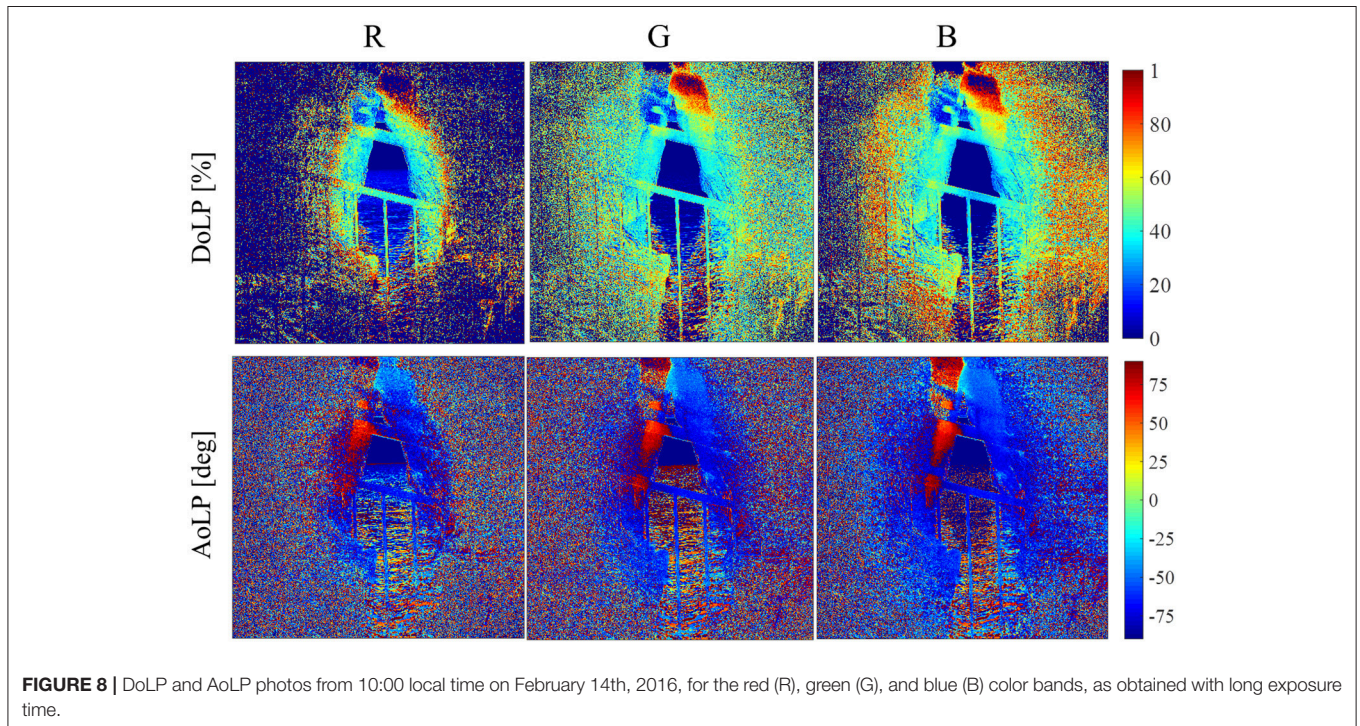 R G B
DoLP [%]
1
80
60
40
20
0
AoLP [deg]
75
50
25
0
-25
-50
-75
FIGURE 8 | DoLP and AoLP photos from 10:00 local time on February 14th, 2016, for the red (R), green (G), and blue (B) color bands, as obtained with long exposure
time.